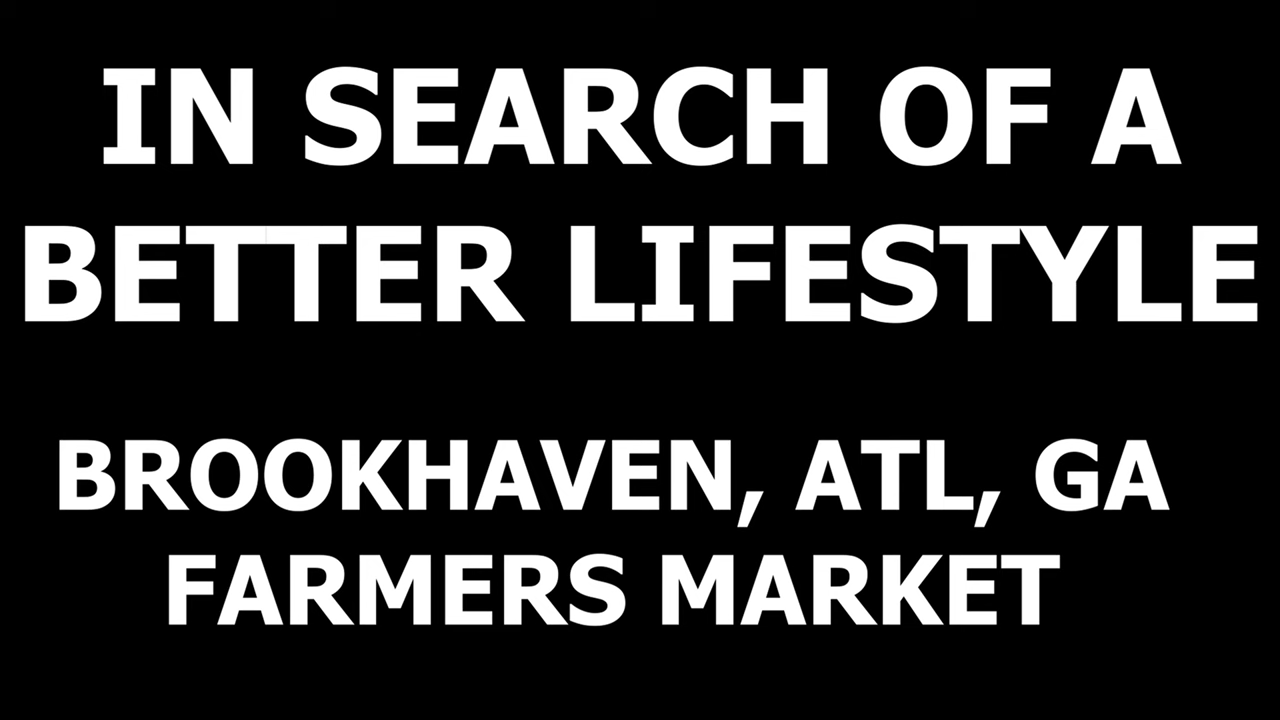 IN SEARCH OF A
BETTER LIFESTYLE
BROOKHAVEN, ATL, GA
FARMERS MARKET